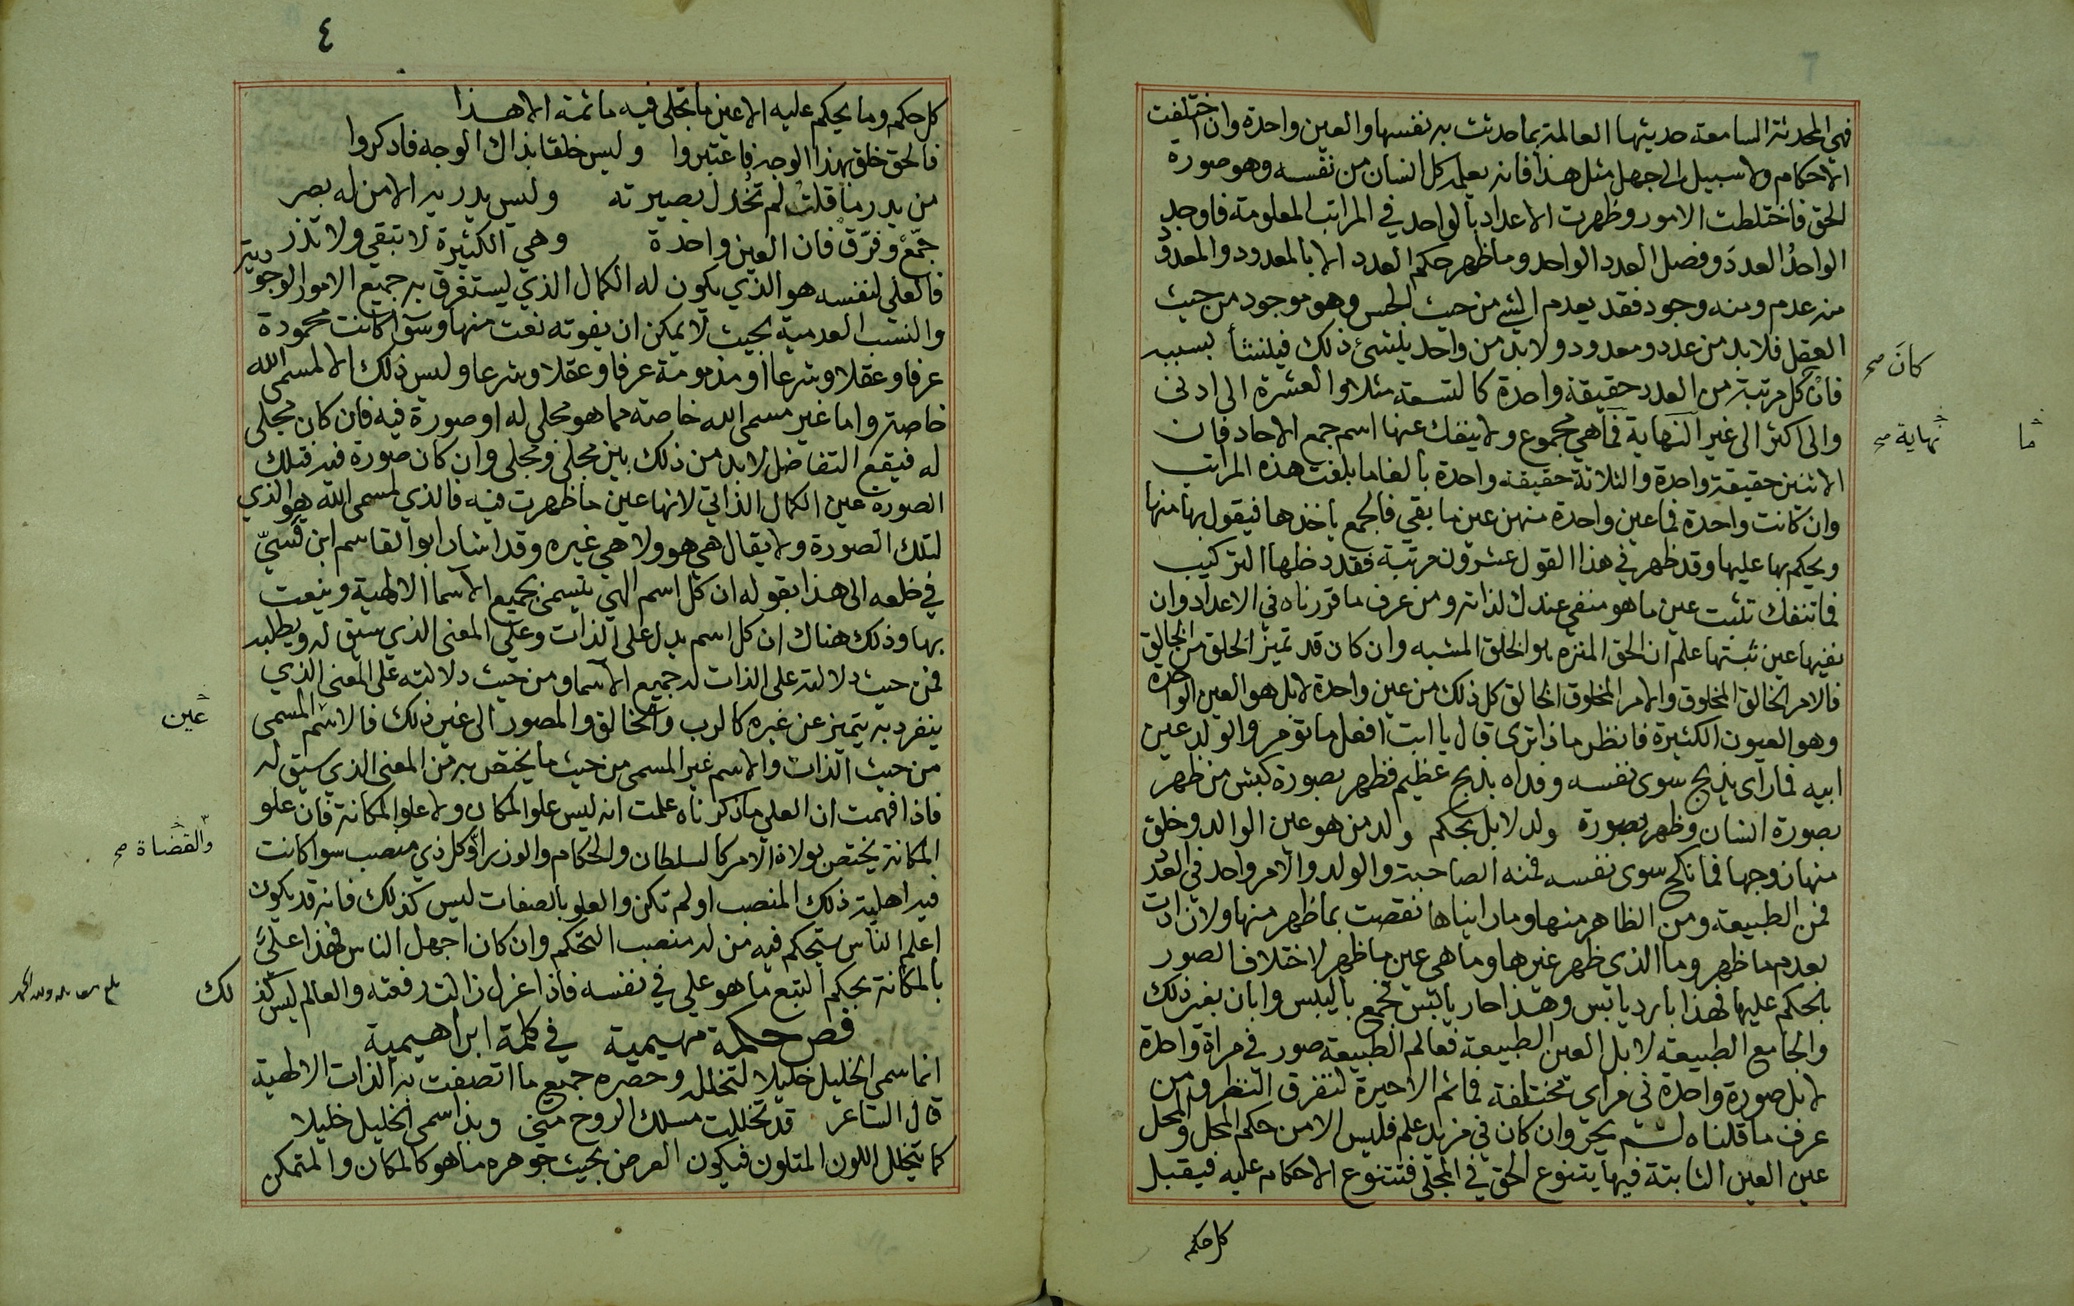 فهي المحدثة السامعة حديثها العالمة بما حدثت به نفسها والعين واحدة وان اختلفت
الاحكام ولا سبيل الى جهل مثل هذا فانه يعلمه كل انسان من نفسه وهو صورة
الحق فاختلطت الامور وظهرت الاعداد بالواحد في المراتب المعلومة فاوجد
الواحدُ العددَ وفصل العدد الواحد وما ظهر حكم العدد الا بالمعدود والمعدود
منه عدم ومنه وجود فقد يعدم الشي من حيث الحس وهو موجود من حيث
العقل فلا بد من عدد ومعدود ولا بد من واحد ينشئ ذلك فينشأ بسببه
فان كل مرتبة من العدد حقيقة واحدة كالتسعة مثلا والعشرة الى ادنى
والى اكثر الى غير النهاية فما هي مجموع ولا ينفك عنها اسم جمع الاحاد فان
الاثنين حقيقة واحدة والثلاثة حقيقة واحدة بالغا ما بلغت هذه المراتب
وان كانت واحدة فما عين واحدة منهن عين ما بقي فالجمع ياخذها فيقول بها منها
ويحكم بها عليها وقد ظهر في هذا القول عشرون مرتبة فقد دخلها التركيب
فما تنفك تثبت عين ما هو منفي عندك لذاته ومن عرف ما قررناه في الاعداد وان
نفيها عين ثبتها علم ان الحق المنزه هو الخلق المشبه وان كان قد تميز الخلق من الخالق
فالامر الخالق المخلوق والامر المخلوق الخالق كل ذلك من عين واحدة لا بل هو العين الواحدة
وهو العيون الكثيرة فانظر ماذا ترى قال يا ابت افعل ما تؤمر والولد عين
ابيه فما رأى يذبح سوى نفسه وفداه بذبح عظيم فظهر بصورة كبش من ظهر
بصورة انسان وظهر بصورة ولد لا بل بحكم ولد من هو عين الوالد وخلق
منها زوجها فما نكح سوى نفسه فمنه الصاحبة والولد والامر واحد في العدد
فمن الطبيعة ومن الظاهر منها وما رايناها نقصت بما ظهر منها ولا زادت
بعدم ما ظهر وما الذي ظهر غيرها وما هي عين ما ظهر لاختلاف الصور
بالحكم عليها فهذا بارد يابس وهذا حار يابس فجمع باليبس وابان بغير ذلك
والجامع الطبيعة لا بل العين الطبيعة فعالم الطبيعة صور في مرآة واحدة
لا بل صورة واحدة في مراى مختلفة فما ثم الا حيرة لتفرق النظر ومن
عرف ما قلناه لم يحر وان كان في مزيد علم فليس الا من حكم المحل والمحل
عين العين الثابتة فيها يتنوع الحق في المجلى فتتنوع الاحكام عليه فيقبل
كل حكم
كانَ صح
نهاية صح
ما
٤
كل حكم وما يحكم عليه الا عين ما تجلى فيه ما ثمة الا هذا
فالحق خلق بهذا الوجه فاعتبروا وليس خلقا بذاك الوجه فادكروا
من يدر ما قلت لم تخذل بصيرته وليس يدريه الا من له بصر
جمّع وفرّق فان العين واحدة وهي الكثيرة لا تبقي ولا تذر
فالعلي لنفسه هو الذي يكون له الكمال الذي يستغرق به جميع الامور الوجودية
والنسب العدمية بحيث لا يمكن ان يفوته نعت منها وسوا كانت محمودة
عرفا وعقلا وشرعا او مذمومة عرفا وعقلا وشرعا وليس ذلك الا لمسمى الله
خاصة واما غير مسمى الله خاصة مما هو مجلى له او صورة فيه فان كان مجلى
له فيقع التفاضل لا بد من ذلك بين مجلى ومجلى وان كان صورة فيه فتلك
الصورة عين الكمال الذاتي لانها عين ما ظهرت فيه فالذي لمسمى الله هو الذي
لتلك الصورة ولا يقال هي هو ولا هي غيره وقد اشار ابو القاسم ابن قسيّ
في خلعه الى هذا بقوله ان كل اسم الهي يتسمى بجميع الاسما الالهية وينعت
بها وذلك هناك ان كل اسم يدل على الذات وعلى المعنى الذي سيق له ويطلبه
فمن حيث دلالته على الذات له جميع الاسما ومن حيث دلالته على المعنى الذي
ينفرد به يتميز عن غيره كالرب والخالق والمصور الى غير ذلك فالاسم المسمى
من حيث الذات والاسم غير المسمى من حيث ما يختص به من المعنى الذي سيق له
فاذا فهمت ان العلي ما ذكرناه علمت انه ليس علو المكان ولا علو المكانة فان علو
المكانة يختص بولاة الامر كالسلطان والحكام والوزرا وكل ذي منصب سوا كانت
فيه اهلية ذلك المنصب او لم تكن والعلو بالصفات ليس كذلك فانه قد يكون
اعلم الناس يتحكم فيه من له منصب التحكم وان كان اجهل الناس فهذا عليّ
بالمكانة بحكم التبع ما هو علي في نفسه فاذا عزل زالت رفعته والعالم ليس كذلك
فص حكمة مهيمية في كلمة ابراهيمية
انما سمى الخليل خليلا لتخلله وحصره جميع ما اتصفت به الذات الالهية
قال الشاعر قد تخللت مسلك الروح مني وبذا سمى الخليل خليلا
كما يتخلل اللون المتلون فيكون العرض بحيث جوهره ما هو كالمكان والمتمكن
عين
والقضاة صح